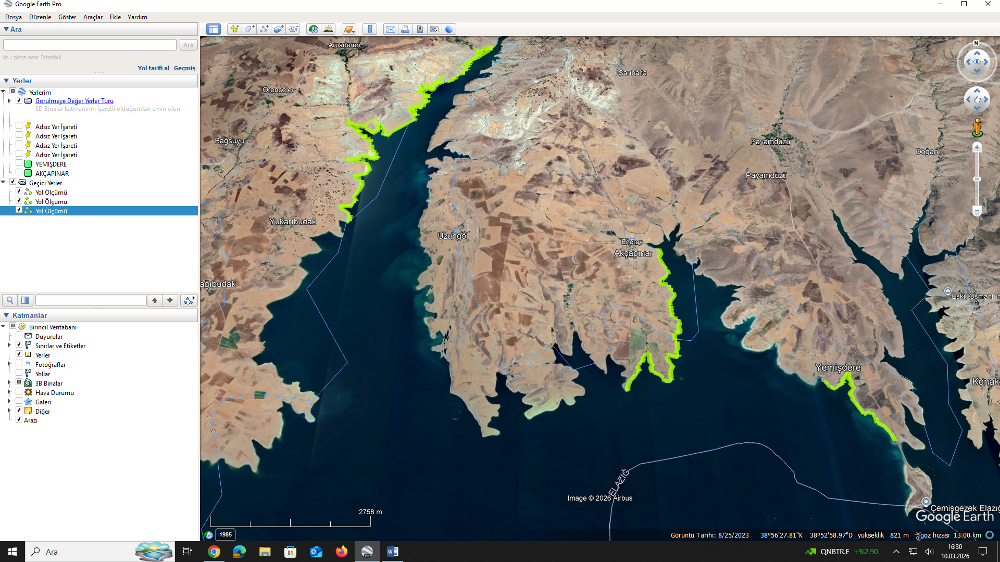 Google Earth Pro
Dosya Düzenle Göster Araçlar Ekle Yardım
Ara
Ara
ör.: pizza near İstanbul
Yol tarifi al Geçmiş
Yerler
Yerlerim
Görülmeye Değer Yerler Turu
3D Binalar katmanının işaretli olduğundan emin olun
Adsız Yer İşareti
Adsız Yer İşareti
Adsız Yer İşareti
Adsız Yer İşareti
YEMİŞDERE
AKÇAPINAR
Geçici Yerler
Yol Ölçümü
Yol Ölçümü
Yol Ölçümü
Katmanlar
Birincil Veritabanı
Duyurular
Sınırlar ve Etiketler
Yerler
Fotoğraflar
Yollar
3B Binalar
Hava Durumu
Galeri
Diğer
Arazi
Arpaderen
Sarıbalta
Örenceler
Bağsuyu
Payamdüzü
Doğan
Payamdüzü
Yukarıbudak
Uzungöl
Energy
Akçapınar
ağıbudak
Eski, Osmanlı
Yemişdere
Konak
ELAZIĞ
Image © 2026 Airbus
Çemişgezek Elazığ
Google Earth
2758 m
1985
Görüntü Tarihi: 8/25/2023 38°56'27.81"K 38°52'58.97"D yükseklik 821 m göz hizası 13.00 km
N
Ara
QNBTR.E +%2,90
16:30
10.03.2026